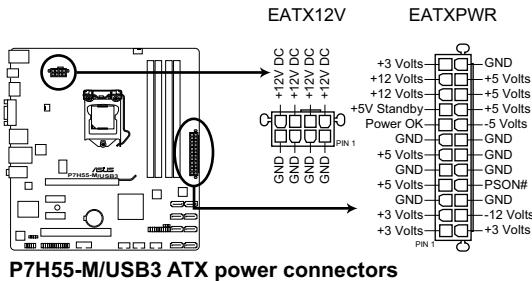 EATX12V
EATXPWR
+12V DC
+12V DC
+12V DC
+12V DC
PIN 1
GND
GND
GND
GND
+3 Volts GND
+12 Volts +5 Volts
+12 Volts +5 Volts
+5V Standby +5 Volts
Power OK -5 Volts
GND GND
+5 Volts GND
GND GND
+5 Volts PSON#
GND GND
+3 Volts -12 Volts
+3 Volts +3 Volts
PIN 1
ASUS
P7H55-M/USB3
P7H55-M/USB3 ATX power connectors